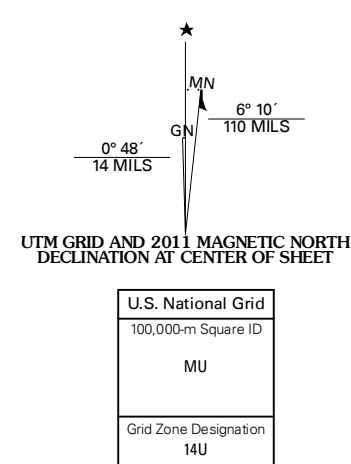 MN
6° 10´
110 MILS
GN
0° 48´
14 MILS
UTM GRID AND 2011 MAGNETIC NORTH
DECLINATION AT CENTER OF SHEET
U.S. National Grid
100,000-m Square ID
MU
Grid Zone Designation
14U